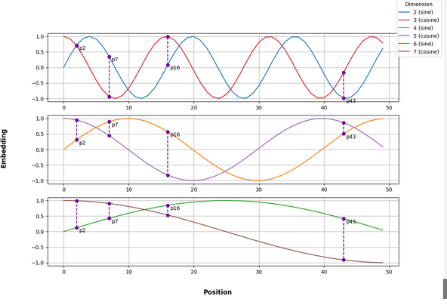 Dimension
2 (sine)
3 (cosine)
4 (sine)
5 (cosine)
6 (sine)
7 (cosine)
1.0
0.5
0.0
−0.5
−1.0
p2
p7
p16
p43
0
10
20
30
40
50
1.0
0.5
0.0
−0.5
−1.0
p2
p7
p16
p43
0
10
20
30
40
50
1.0
0.5
0.0
−0.5
−1.0
p2
p7
p16
p43
0
10
20
30
40
50
Embedding
Position